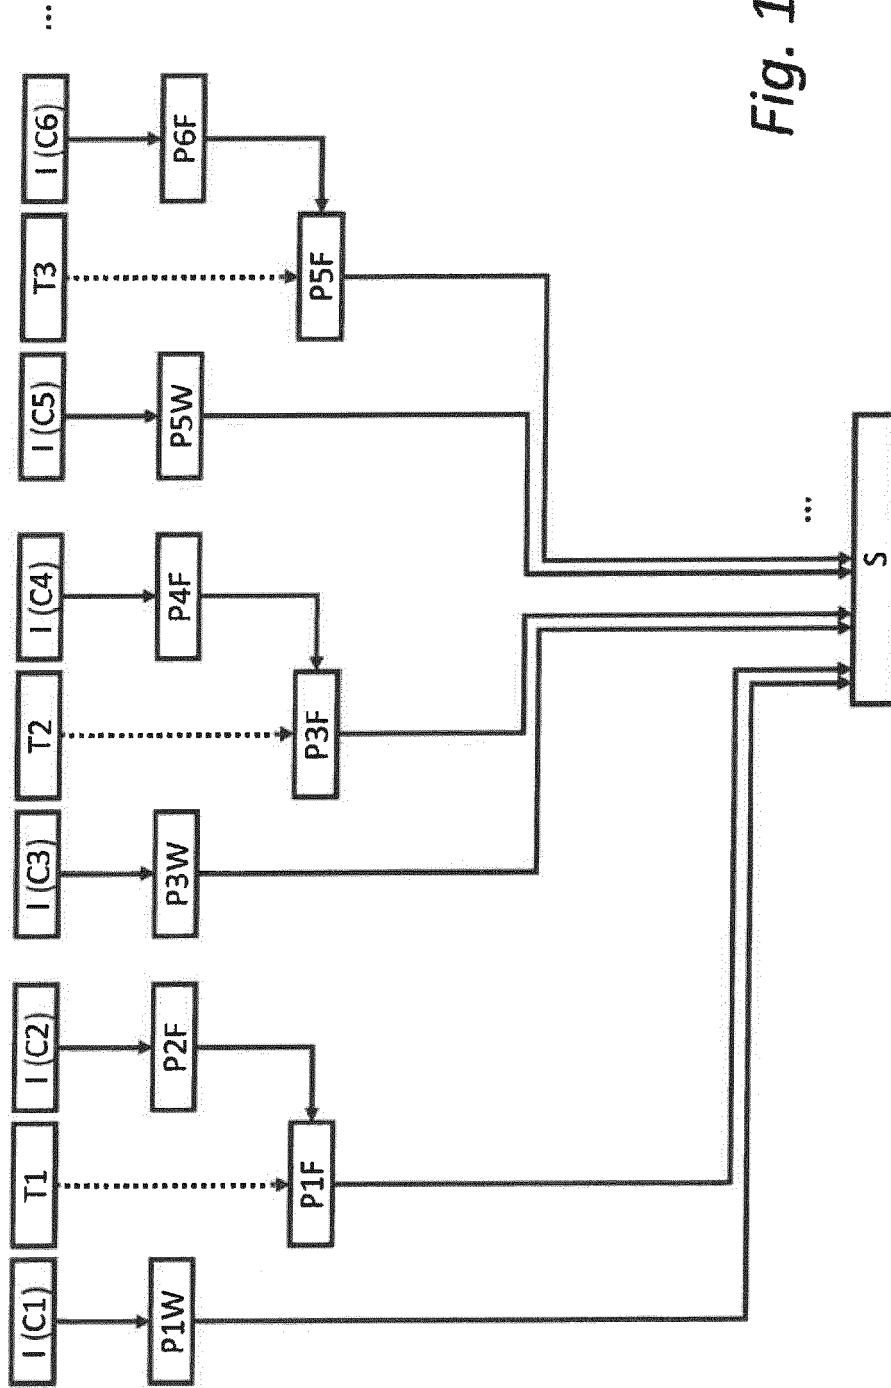 I (C1)
T1
I (C2)
I (C3)
T2
I (C4)
I (C5)
T3
I (C6)
...
P1W
P2F
P3W
P4F
P5W
P6F
P1F
P3F
P5F
...
S
Fig. 1